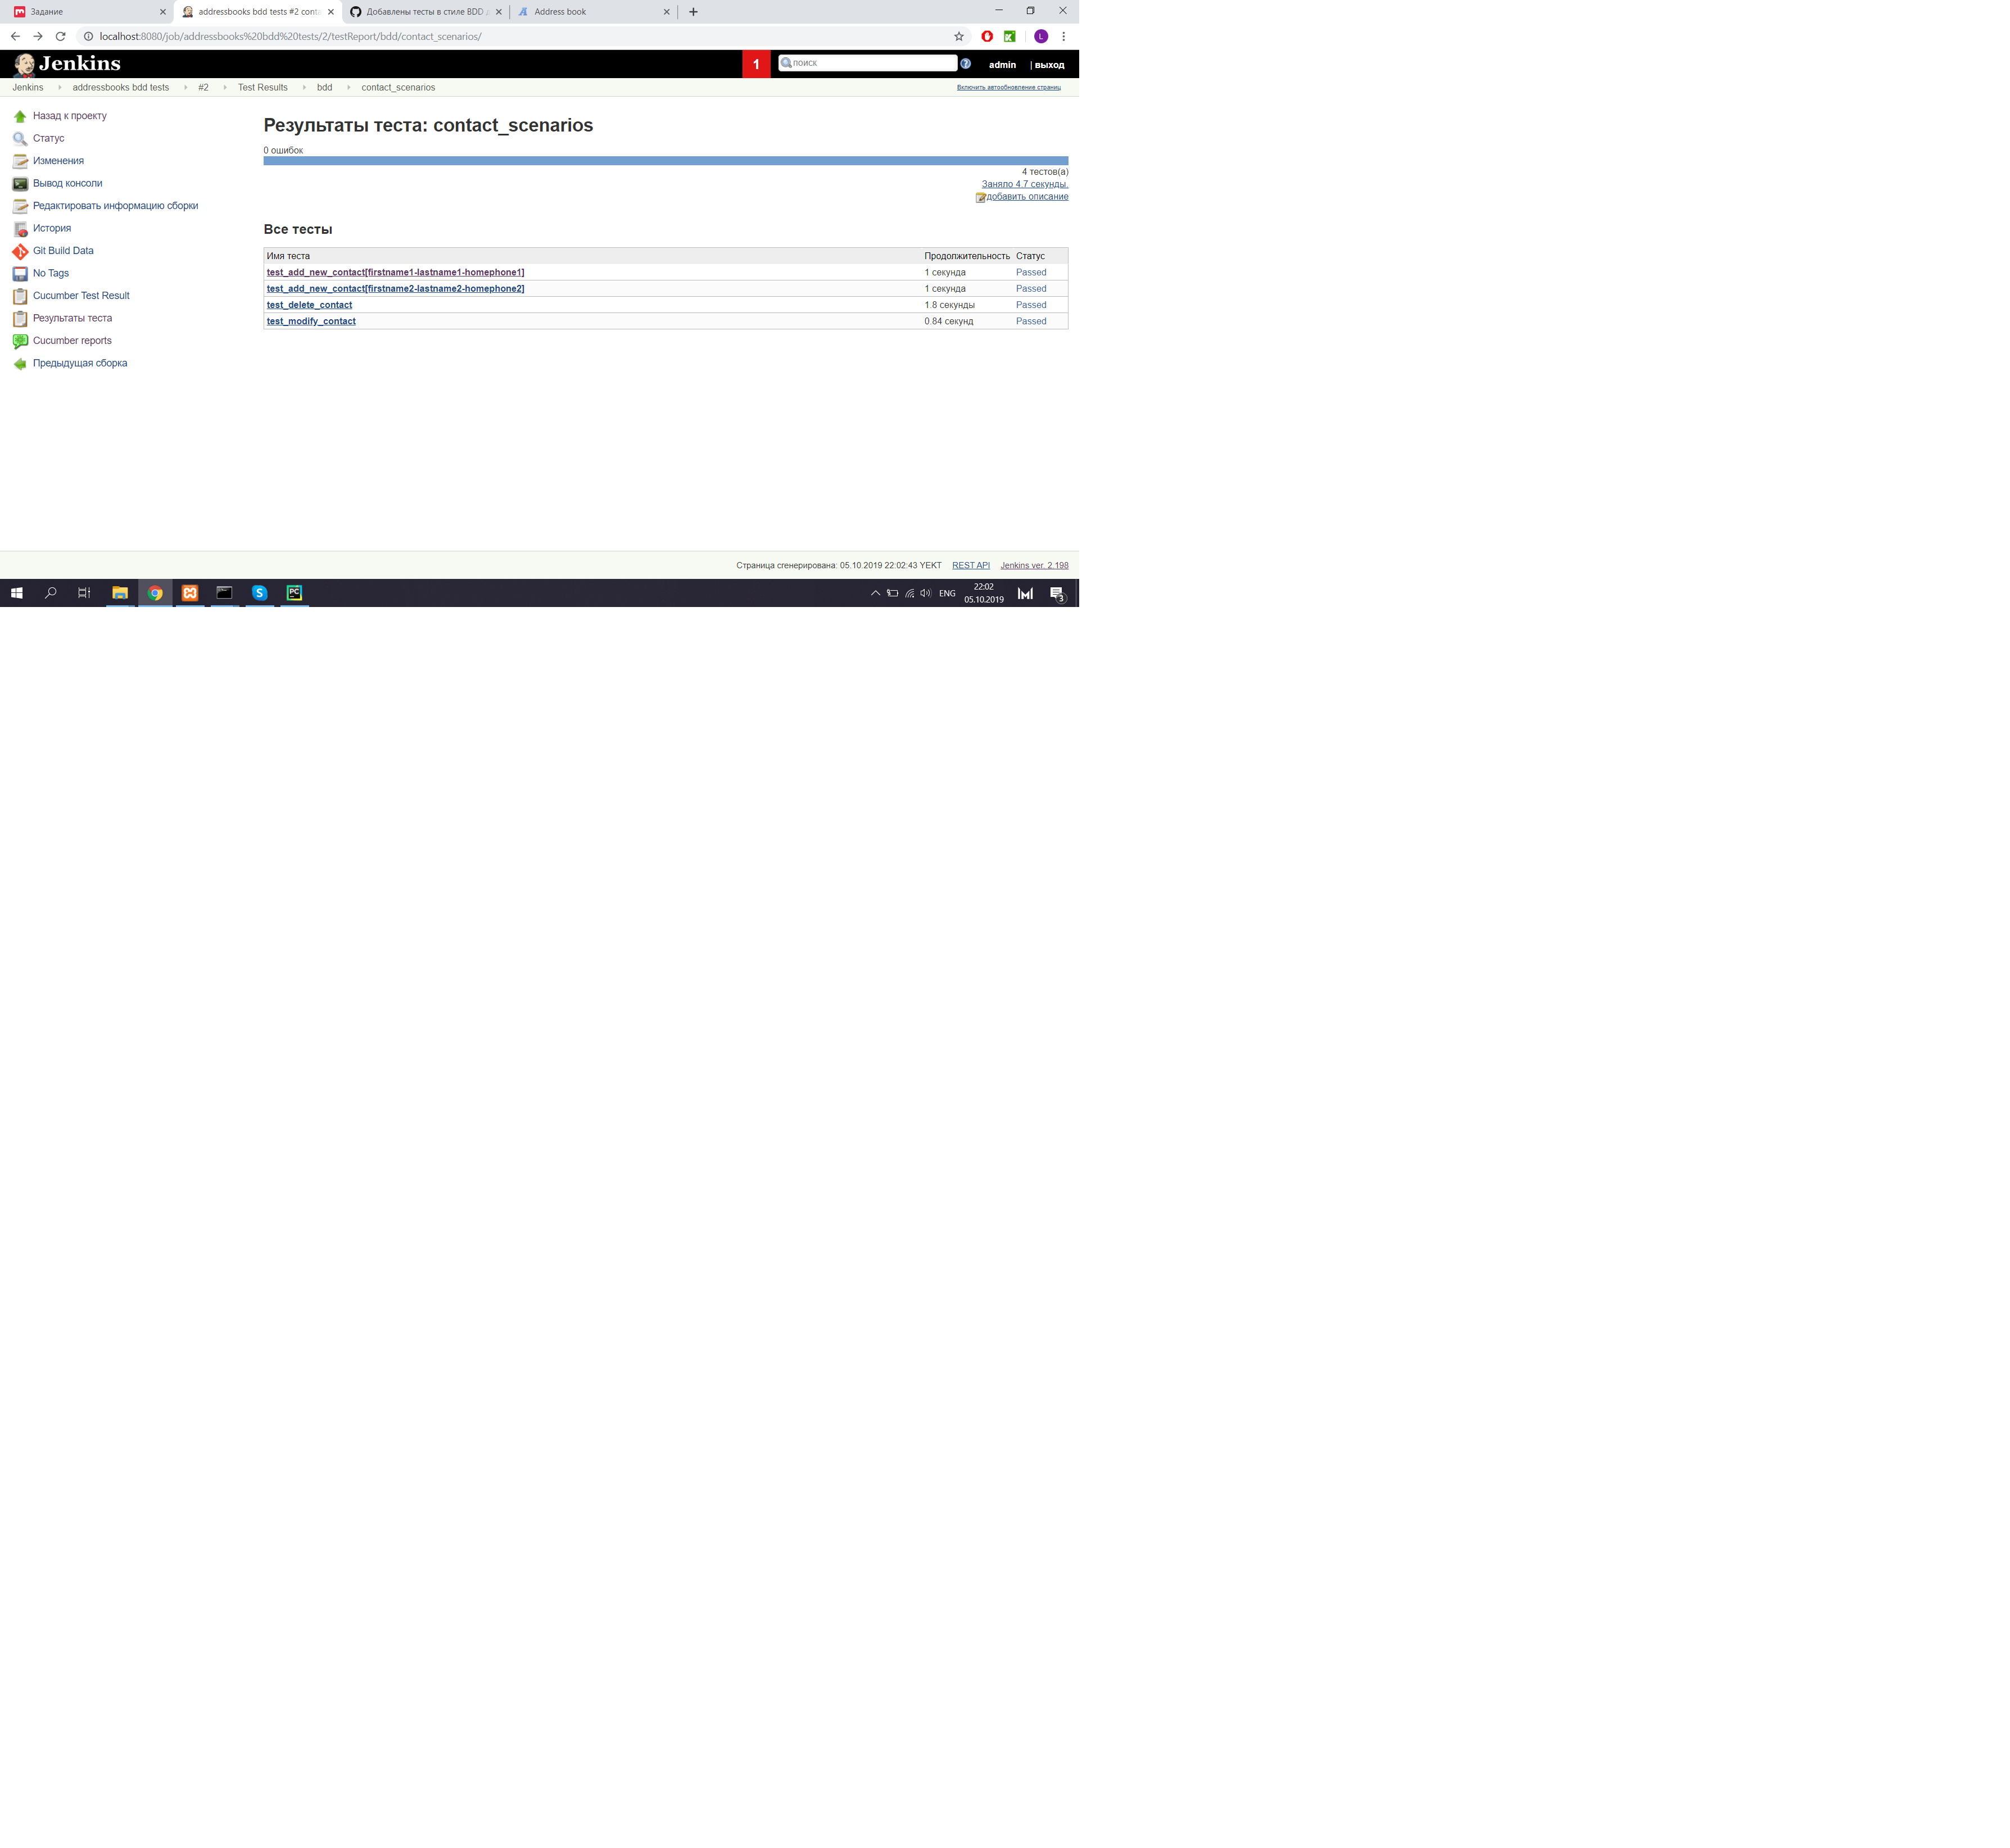 Задание
addressbooks bdd tests #2 conta
Добавлены тесты в стиле BDD
Address book
localhost:8080/job/addressbooks%20bdd%20tests/2/testReport/bdd/contact_scenarios/
L
Jenkins
1
поиск
admin
| выход
Jenkins
addressbooks bdd tests
#2
Test Results
bdd
contact_scenarios
Включить автообновление страниц
Назад к проекту
Статус
Изменения
Вывод консоли
Редактировать информацию сборки
История
Git Build Data
No Tags
Cucumber Test Result
Результаты теста
Cucumber reports
Предыдущая сборка
Результаты теста: contact_scenarios
0 ошибок
4 тестов(а)
Заняло 4.7 секунды.
добавить описание
Все тесты
Имя теста Продолжительность Статус
test_add_new_contact[firstname1-lastname1-homephone1] 1 секунда Passed
test_add_new_contact[firstname2-lastname2-homephone2] 1 секунда Passed
test_delete_contact 1.8 секунды Passed
test_modify_contact 0.84 секунд Passed
Страница сгенерирована: 05.10.2019 22:02:43 YEKT REST API Jenkins ver. 2.198
ENG
22:02
05.10.2019
3